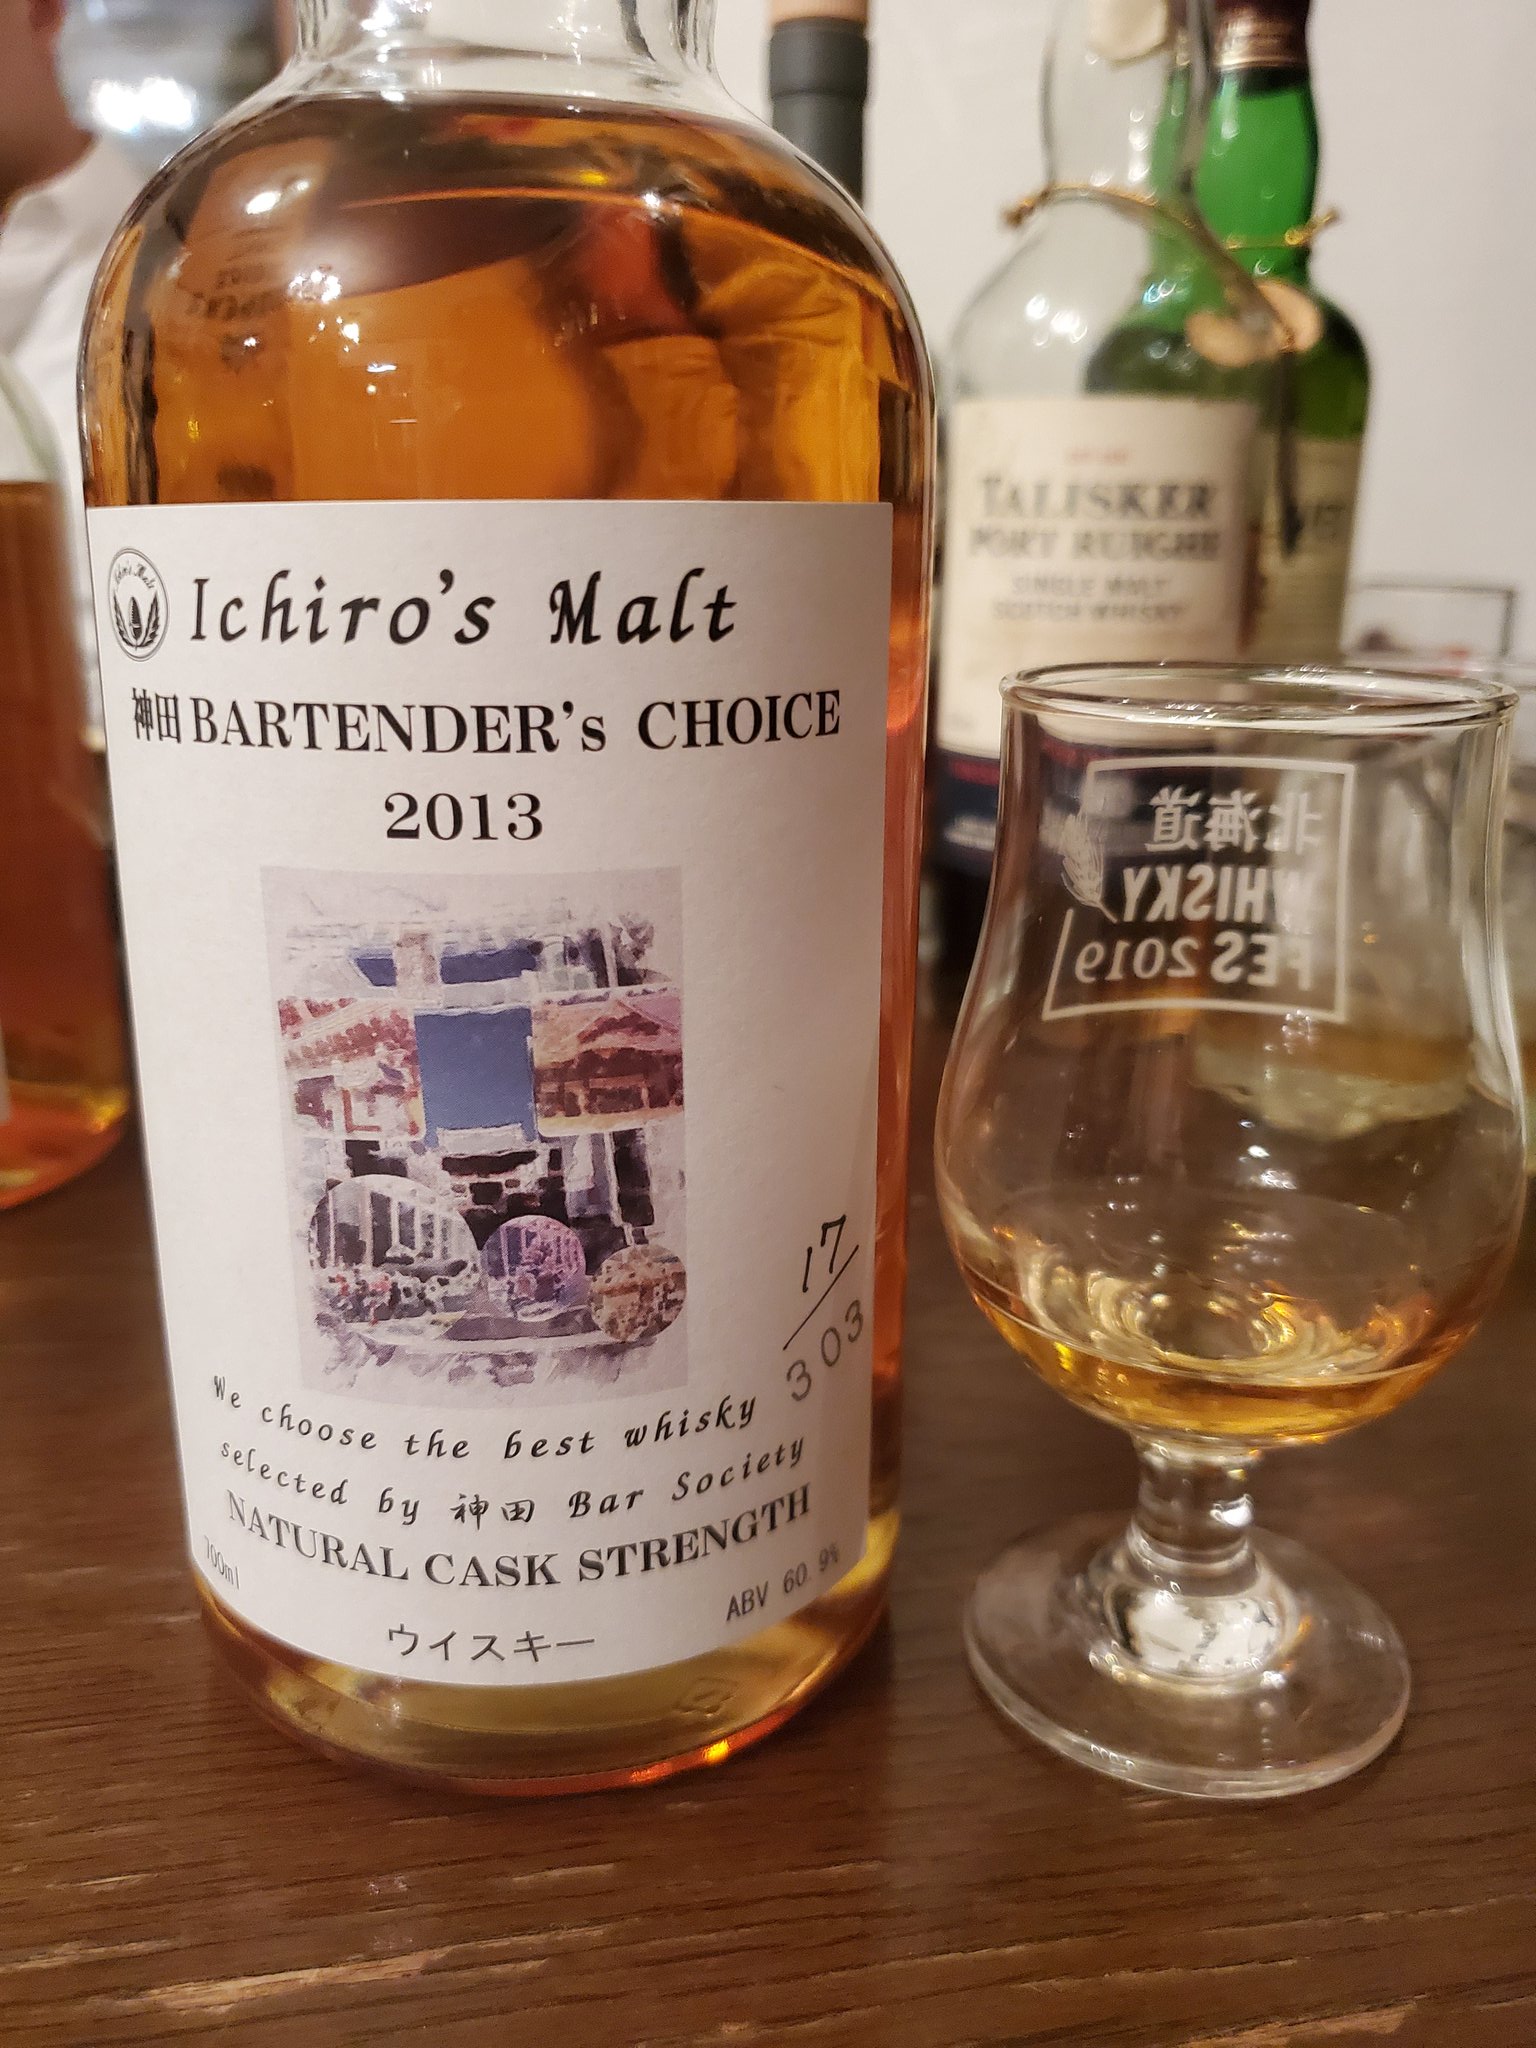 Ichiro's Malt
神田 BARTENDER's CHOICE
2013
17/303
We choose the best whisky
selected by 神田 Bar Society
NATURAL CASK STRENGTH
700ml
ABV 60.9%
ウイスキー
TALISKER
PORT RUIGHE
SINGLE MALT
SCOTCH WHISKY
北海道
WHISKY
FES 2019